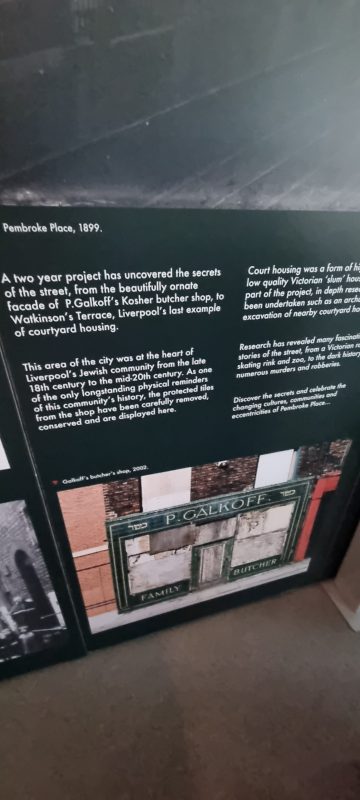 Pembroke Place, 1899.
A two year project has uncovered the secrets
of the street, from the beautifully ornate
facade of P.Galkoff's Kosher butcher shop, to
Watkinson's Terrace, Liverpool's last example
of courtyard housing.
This area of the city was at the heart of
Liverpool's Jewish community from the late
18th century to the mid-20th century. As one
of the only longstanding physical reminders
of this community's history, the protected tiles
from the shop have been carefully removed,
conserved and are displayed here.
Court housing was a form of
low quality Victorian 'slum'
part of the project, in depth
been undertaken such as an
excavation of nearby courtyard
Research has revealed many
stories of the street, from a Victorian
skating rink and zoo, to the dark
numerous murders and robberies.
Discover the secrets and celebrate the
changing cultures, communities and
eccentricities of Pembroke Place...
Galkoff's butcher's shop, 2002.
כשר P.GALKOFF. כשר
FAMILY BUTCHER